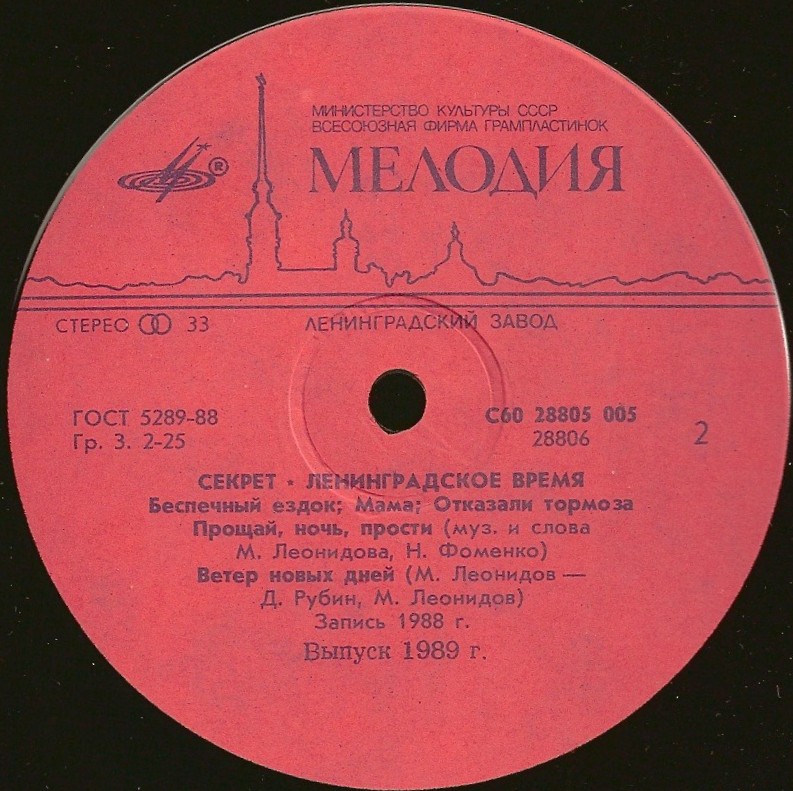 МИНИСТЕРСТВО КУЛЬТУРЫ СССР
ВСЕСОЮЗНАЯ ФИРМА ГРАМПЛАСТИНОК
МЕЛОДИЯ
®
СТЕРЕО 33
ЛЕНИНГРАДСКИЙ ЗАВОД
ГОСТ 5289-88
Гр. 3. 2-25
С60 28805 005
28806
2
СЕКРЕТ ★ ЛЕНИНГРАДСКОЕ ВРЕМЯ
Беспечный ездок; Мама; Отказали тормоза
Прощай, ночь, прости (муз. и слова
М. Леонидова, Н. Фоменко)
Ветер новых дней (М. Леонидов —
Д. Рубин, М. Леонидов)
Запись 1988 г.
Выпуск 1989 г.